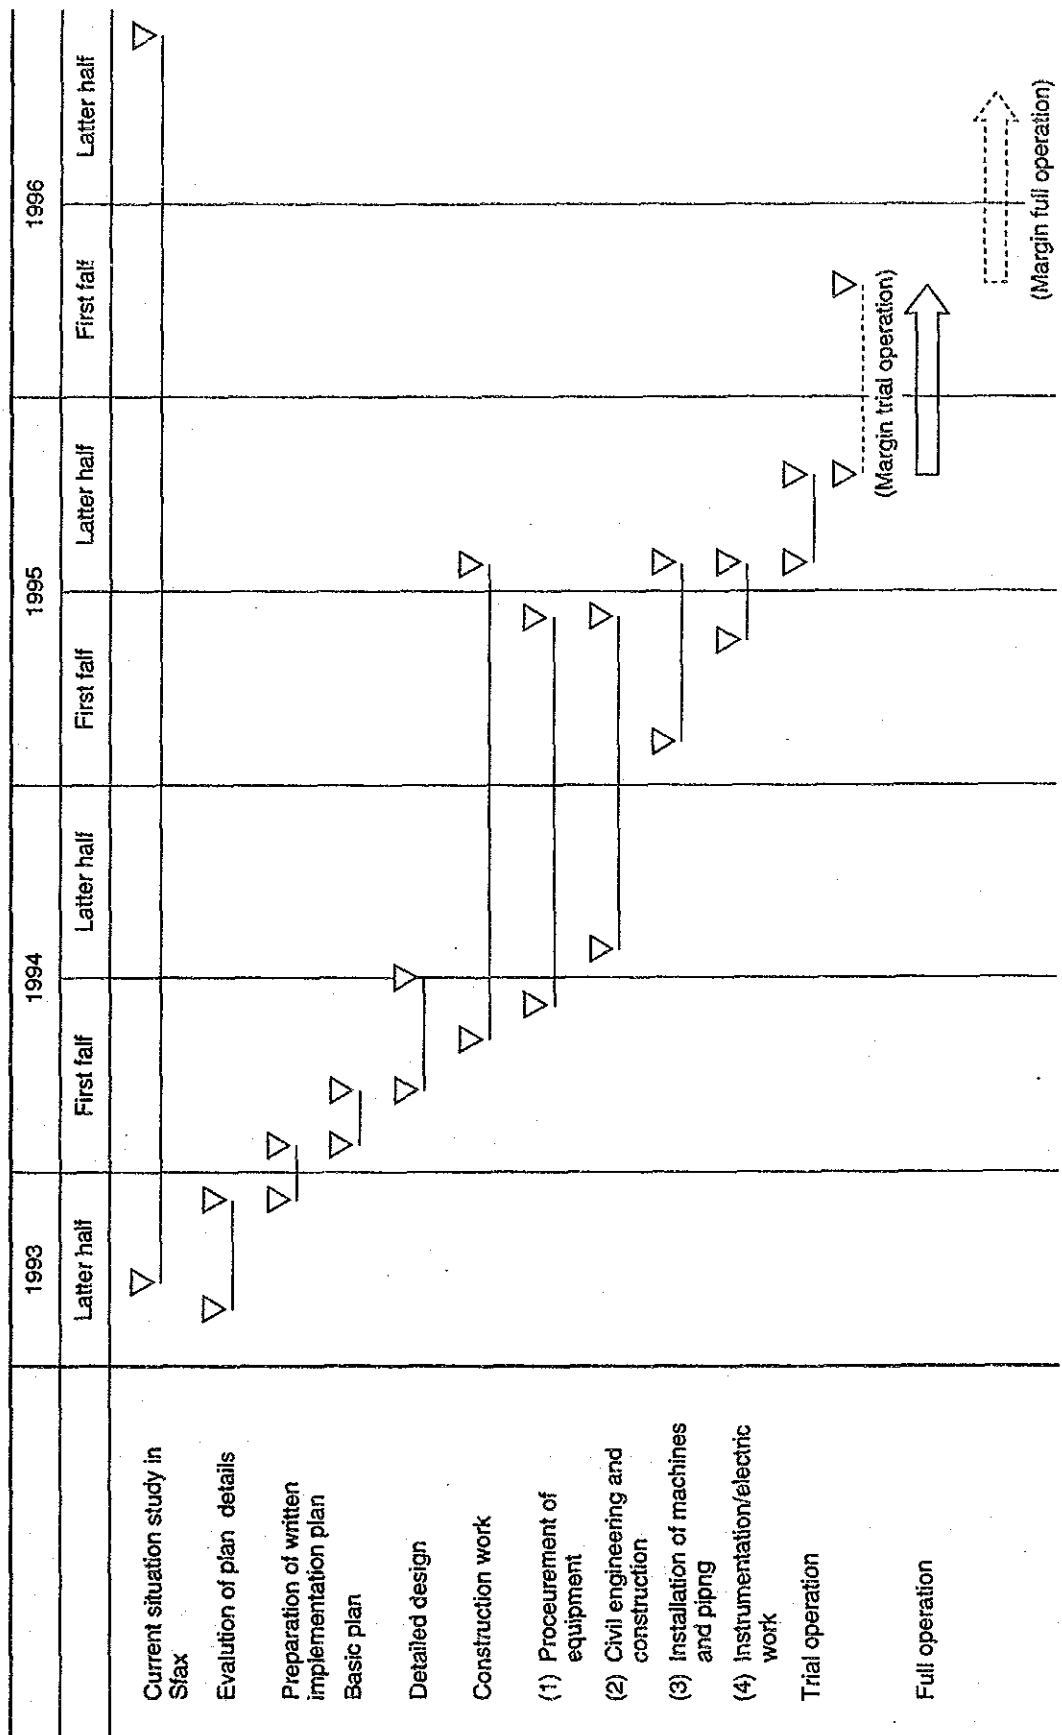 1993
1994
1995
1996
Latter half
First falf
Latter half
First falf
Latter half
First falf
Latter half
Current situation study in
Sfax
Evalution of plan details
Preparation of written
implementation plan
Basic plan
Detailed design
Construction work
(1) Proceurement of
equipment
(2) Civil engineering and
construction
(3) Installation of machines
and pipng
(4) Instrumentation/electric
work
Trial operation
(Margin trial operation)
Full operation
(Margin full operation)